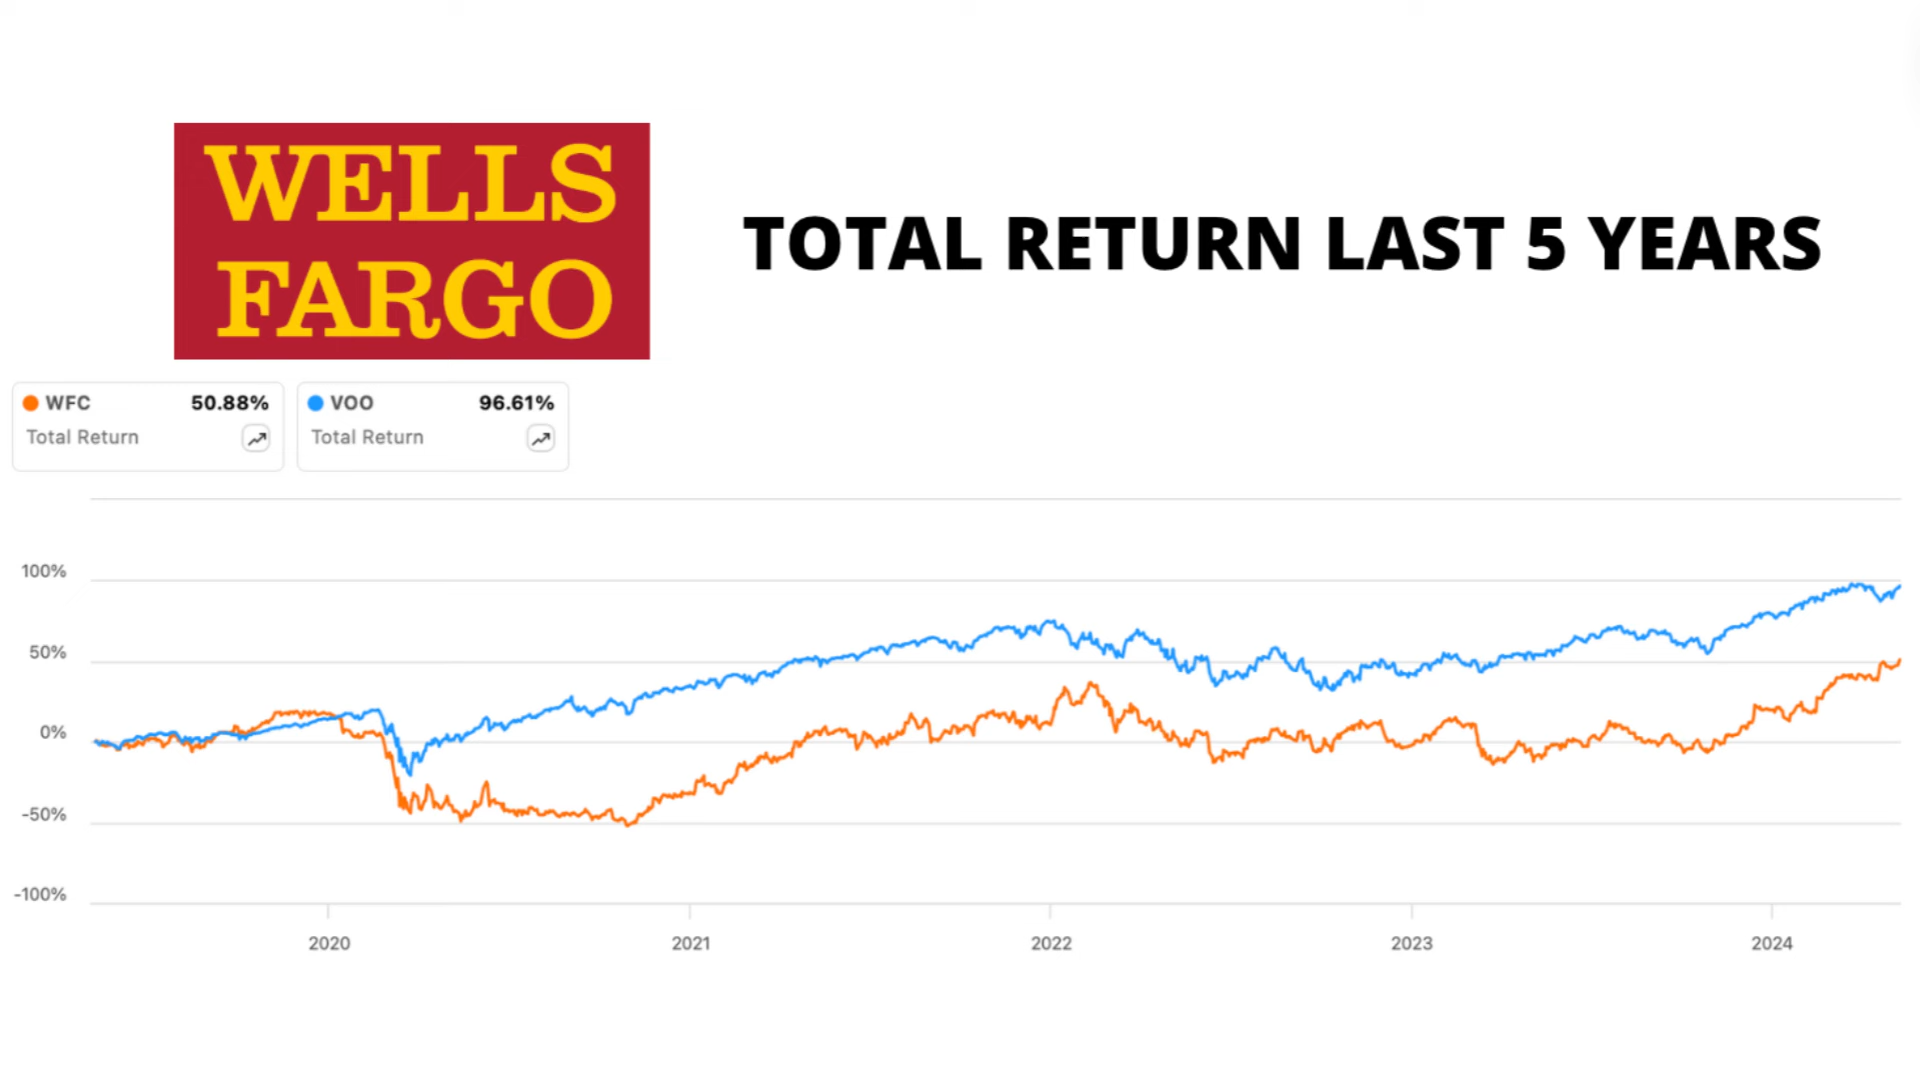 WELLS
FARGO
TOTAL RETURN LAST 5 YEARS
WFC 50.88%
Total Return
VOO 96.61%
Total Return
100%
50%
0%
-50%
-100%
2020 2021 2022 2023 2024